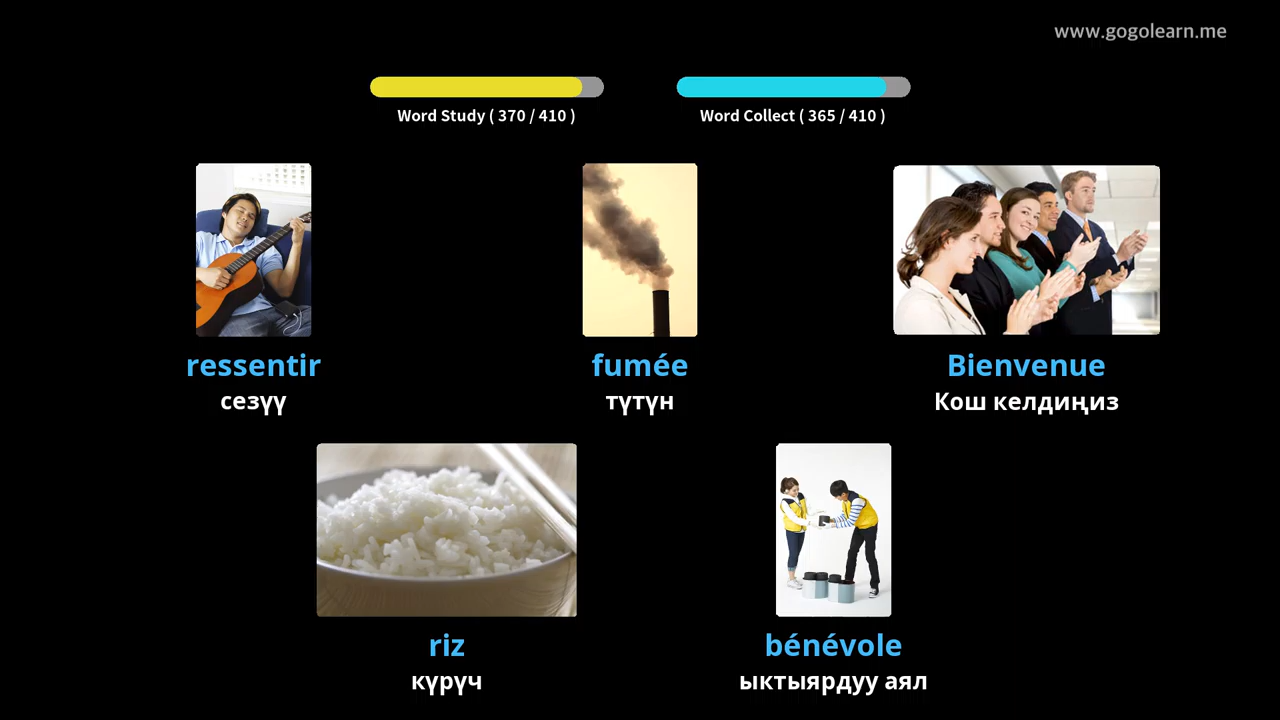 www.gogolearn.me
Word Study ( 370 / 410 )
Word Collect ( 365 / 410 )
ressentir
сезүү
fumée
түтүн
Bienvenue
Кош келдиңиз
riz
күрүч
bénévole
ыктыярдуу аял